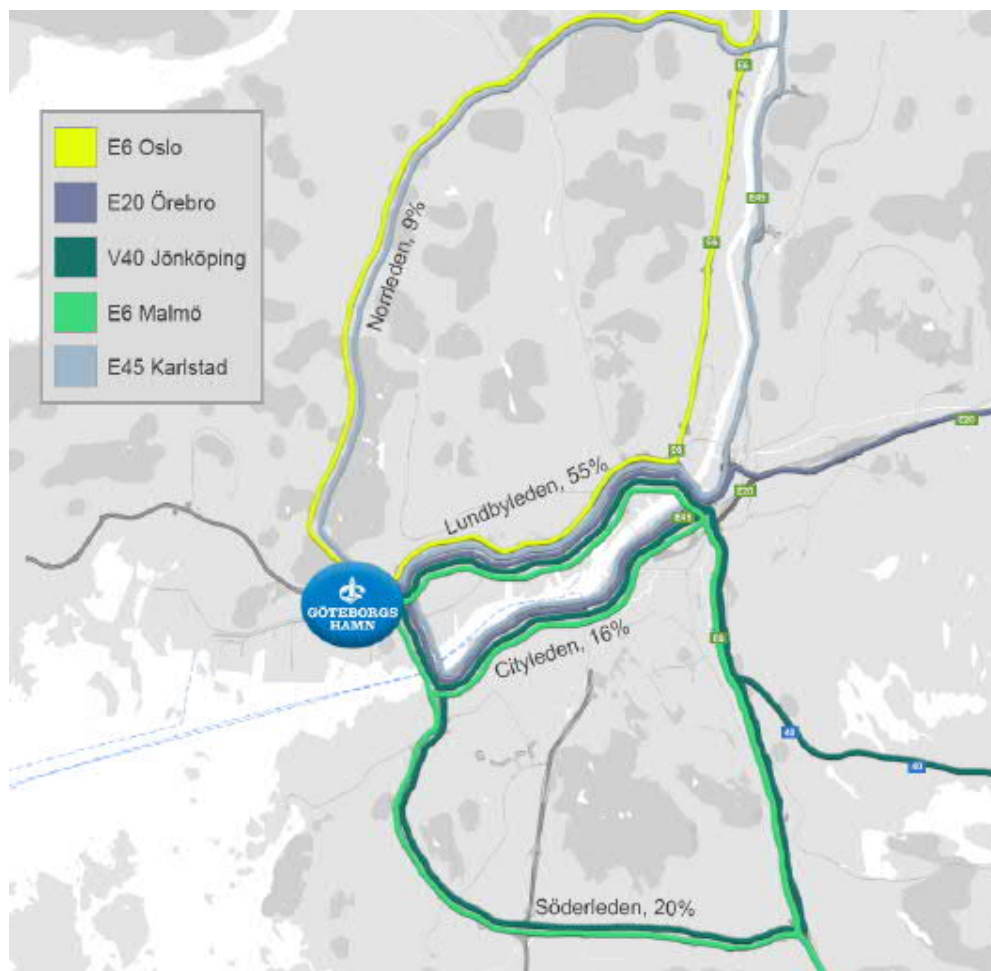 E6 Oslo
E20 Örebro
V40 Jönköping
E6 Malmö
E45 Karlstad
E6
E45
E6
Norrleden, 9%
E20
E6
Lundbyleden, 55%
E20
E45
GÖTEBORGS
HAMN
Cityleden, 16%
E6
40
40
Söderleden, 20%